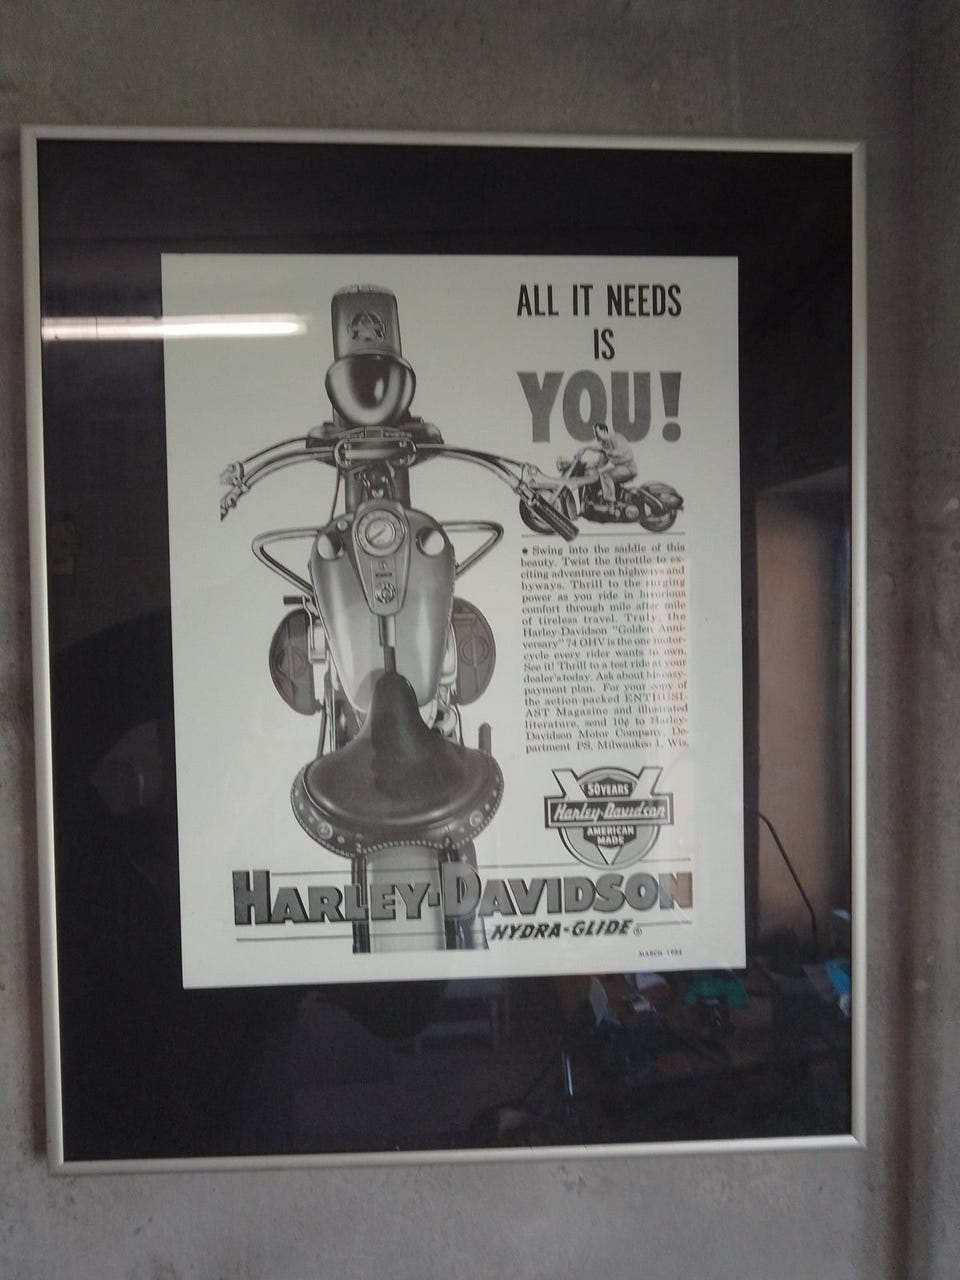 ALL IT NEEDS
IS
YOU!
• Swing into the saddle of this
beauty. Twist the throttle to ex-
citing adventure on highways and
byways. Thrill to the surging
power as you ride in luxurious
comfort through mile after mile
of tireless travel. Truly, the
Harley-Davidson "Golden Anni-
versary" 74 OHV is the one motor-
cycle every rider wants to own.
See it! Thrill to a test ride at your
dealer's today. Ask about his easy-
payment plan. For your copy of
the action-packed ENTHUSI-
AST Magazine and illustrated
literature, send 10¢ to Harley-
Davidson Motor Company, De-
partment PS, Milwaukee 1, Wis.
50 YEARS
Harley-Davidson
AMERICAN
MADE
HARLEY-DAVIDSON
HYDRA-GLIDE
MARCH 1954